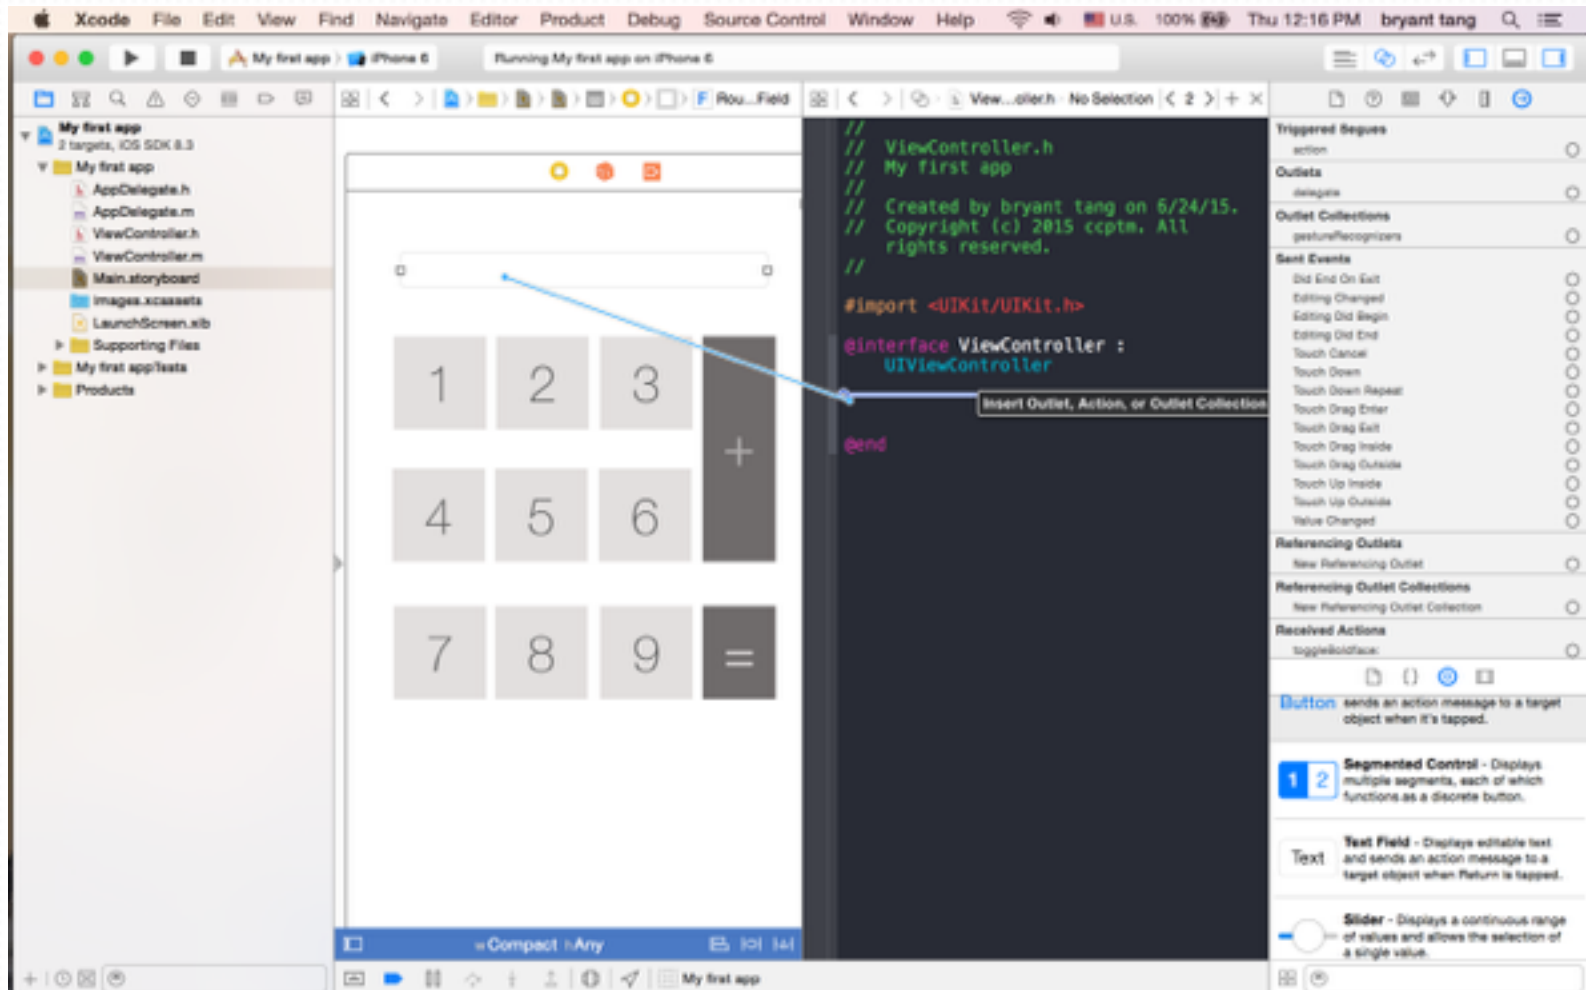 Xcode File Edit View Find Navigate Editor Product Debug Source Control Window Help U.S. 100% Thu 12:16 PM bryant tang
My first app iPhone 6 Running My first app on iPhone 6
Rou...Field View...oller.h No Selection 2
My first app
2 targets, iOS SDK 8.3
My first app
AppDelegate.h
AppDelegate.m
ViewController.h
ViewController.m
Main.storyboard
Images.xcassets
LaunchScreen.xib
Supporting Files
My first appTests
Products
1 2 3
+
4 5 6
7 8 9 =
w Compact h Any
My first app
//
// ViewController.h
// My first app
//
// Created by bryant tang on 6/24/15.
// Copyright (c) 2015 ccptm. All
rights reserved.
//
#import <UIKit/UIKit.h>
@interface ViewController :
UIViewController
Insert Outlet, Action, or Outlet Collection
@end
Triggered Segues
action
Outlets
delegate
Outlet Collections
gestureRecognizers
Sent Events
Did End On Exit
Editing Changed
Editing Did Begin
Editing Did End
Touch Cancel
Touch Down
Touch Down Repeat
Touch Drag Enter
Touch Drag Exit
Touch Drag Inside
Touch Drag Outside
Touch Up Inside
Touch Up Outside
Value Changed
Referencing Outlets
New Referencing Outlet
Referencing Outlet Collections
New Referencing Outlet Collection
Received Actions
toggleBoldface:
Button sends an action message to a target
object when it's tapped.
Segmented Control - Displays
1 2 multiple segments, each of which
functions as a discrete button.
Text Field - Displays editable text
Text and sends an action message to a
target object when Return is tapped.
Slider - Displays a continuous range
of values and allows the selection of
a single value.